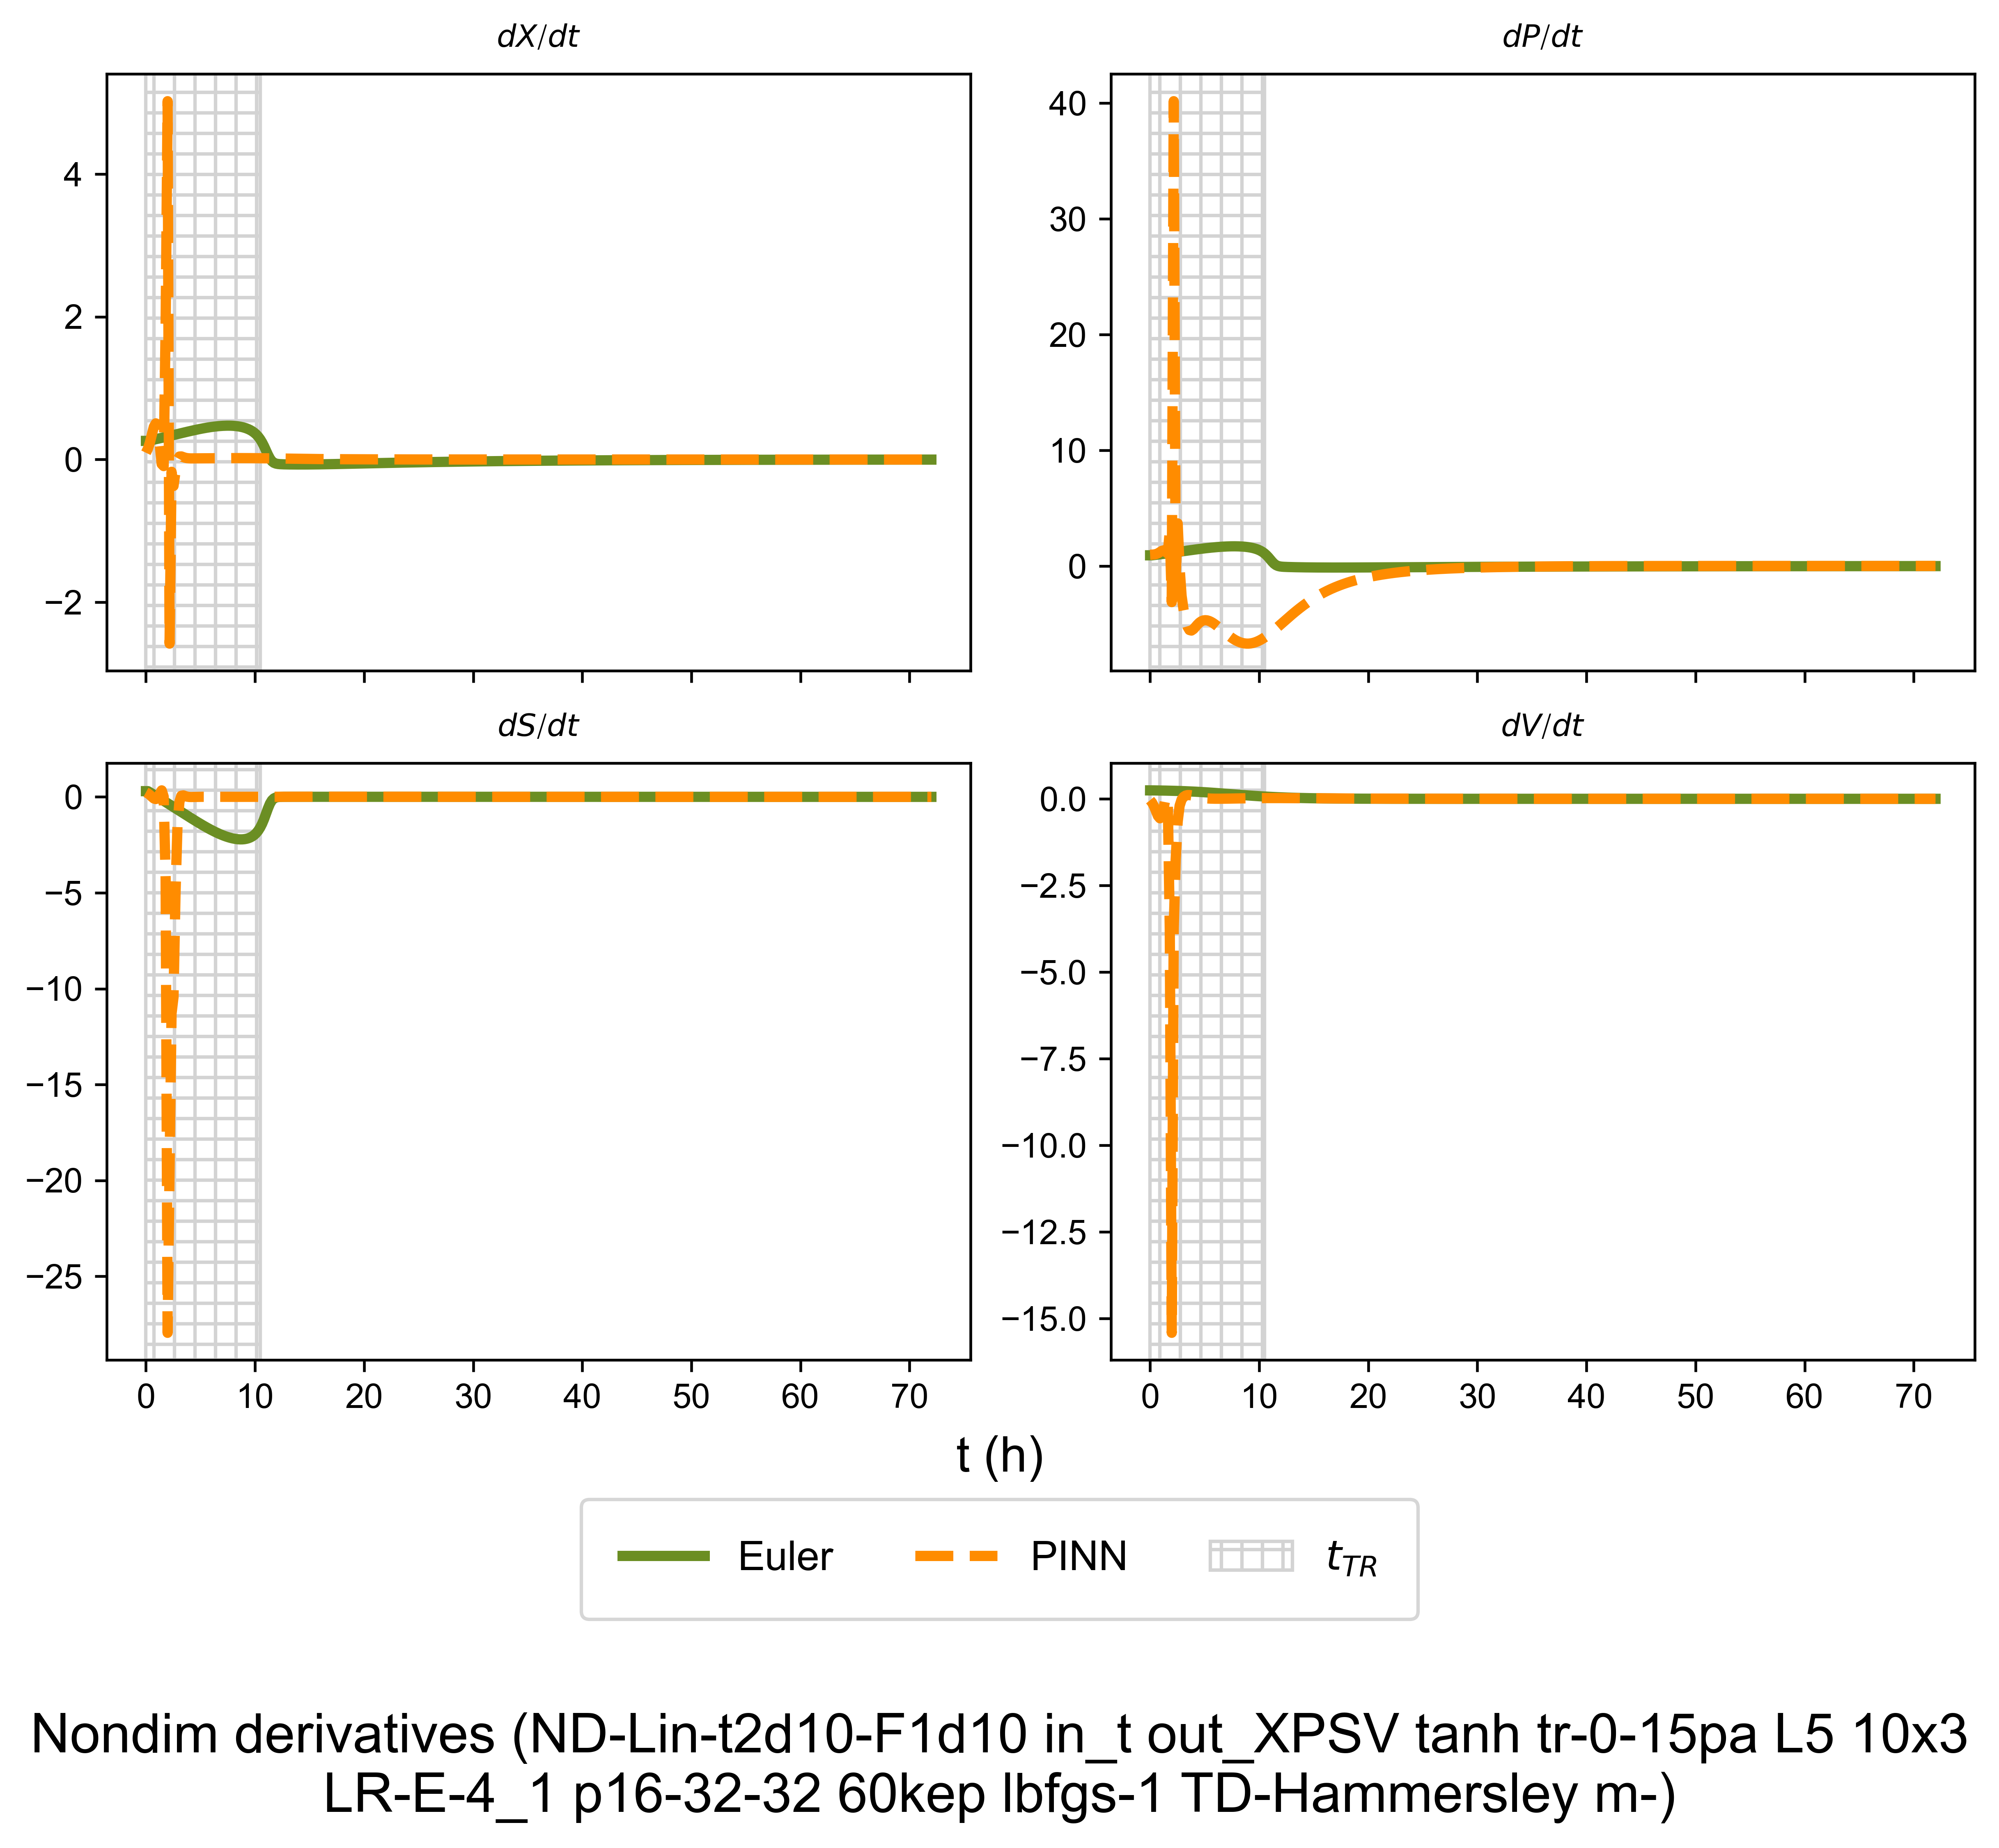 dX/dt
dP/dt
4
2
0
−2
40
30
20
10
0
dS/dt
dV/dt
0
−5
−10
−15
−20
−25
0.0
−2.5
−5.0
−7.5
−10.0
−12.5
−15.0
0 10 20 30 40 50 60 70
0 10 20 30 40 50 60 70
t (h)
Euler PINN t_TR
Nondim derivatives (ND-Lin-t2d10-F1d10 in_t out_XPSV tanh tr-0-15pa L5 10x3
LR-E-4_1 p16-32-32 60kep lbfgs-1 TD-Hammersley m-)